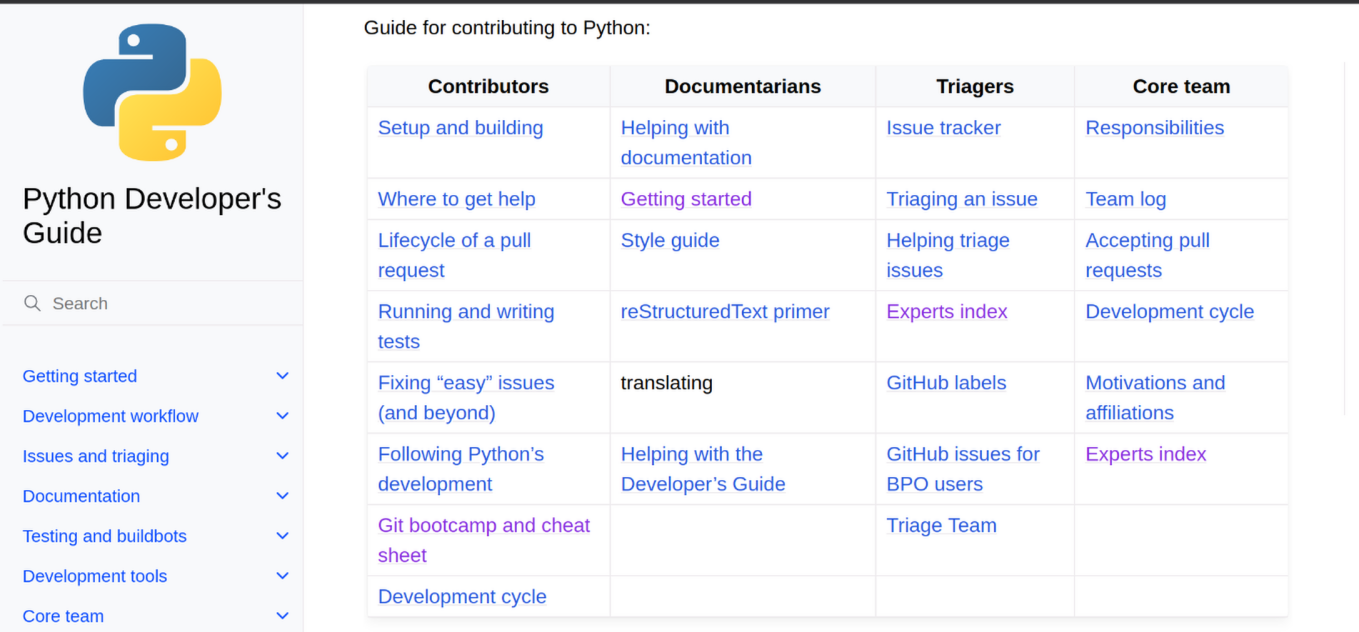 Python Developer's
Guide
Search
Getting started
Development workflow
Issues and triaging
Documentation
Testing and buildbots
Development tools
Core team
Guide for contributing to Python:
Contributors Documentarians Triagers Core team
Setup and building Helping with documentation Issue tracker Responsibilities
Where to get help Getting started Triaging an issue Team log
Lifecycle of a pull request Style guide Helping triage issues Accepting pull requests
Running and writing tests reStructuredText primer Experts index Development cycle
Fixing “easy” issues (and beyond) translating GitHub labels Motivations and affiliations
Following Python’s development Helping with the Developer’s Guide GitHub issues for BPO users Experts index
Git bootcamp and cheat sheet Triage Team
Development cycle